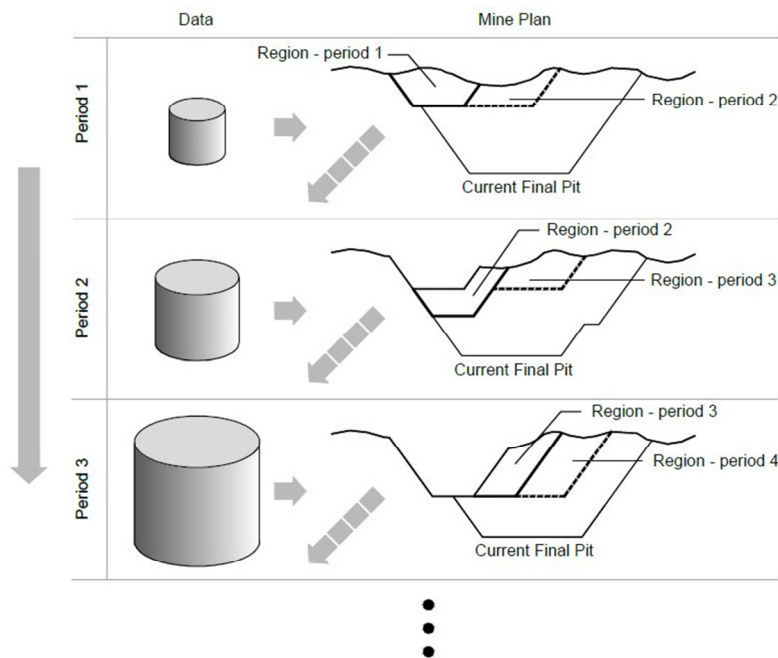 Data
Mine Plan
Period 1
Region - period 1
Region - period 2
Current Final Pit
Period 2
Region - period 2
Region - period 3
Current Final Pit
Period 3
Region - period 3
Region - period 4
Current Final Pit